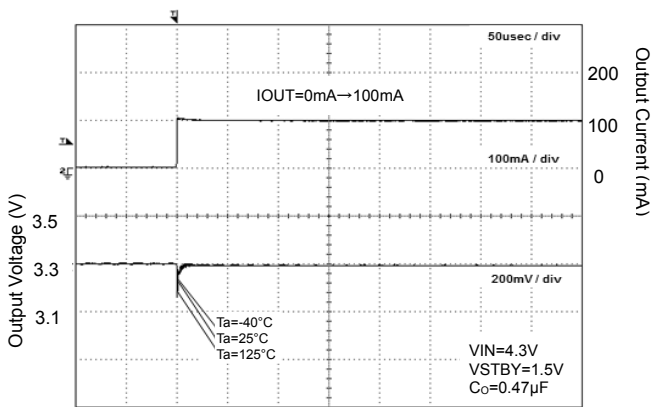 50usec / div
200
IOUT=0mA→100mA
100
100mA / div
0
Output Current (mA)
3.5
3.3
3.1
Output Voltage (V)
200mV / div
Ta=-40°C
Ta=25°C
Ta=125°C
VIN=4.3V
VSTBY=1.5V
Co=0.47µF